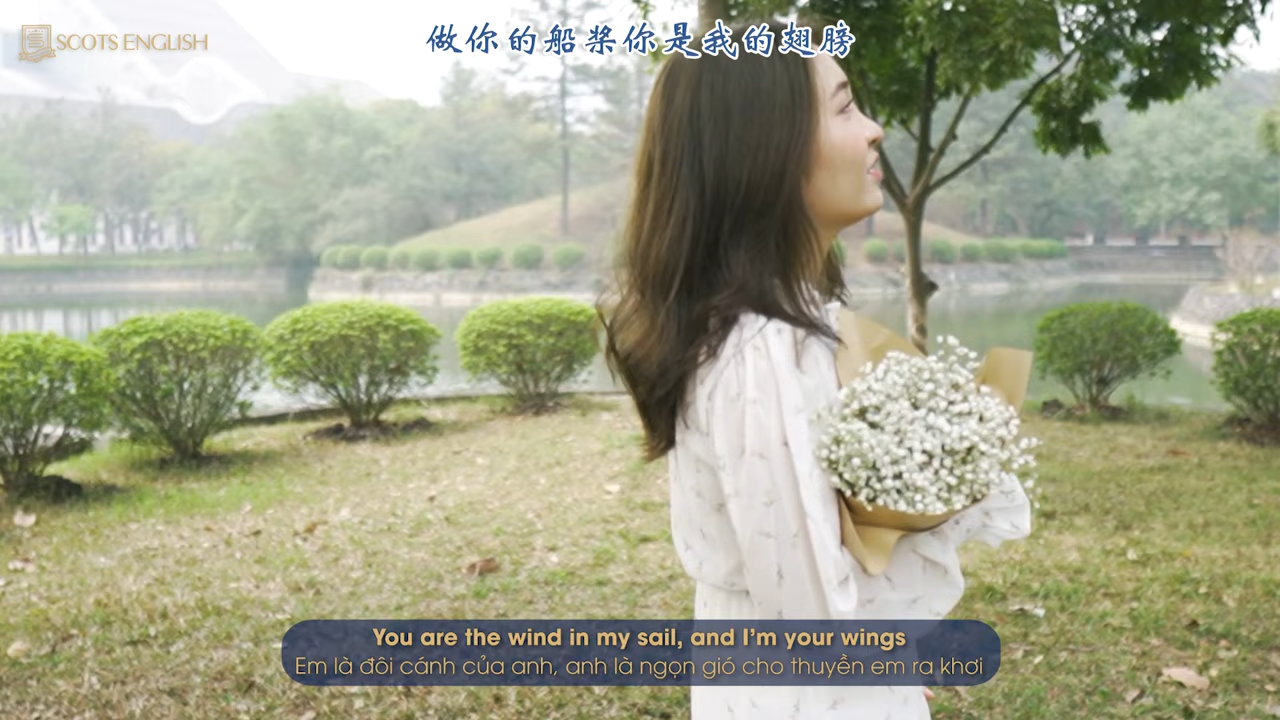 SCOTS ENGLISH
做你的船桨你是我的翅膀
You are the wind in my sail, and I'm your wings
Em là đôi cánh của anh, anh là ngọn gió cho thuyền em ra khơi